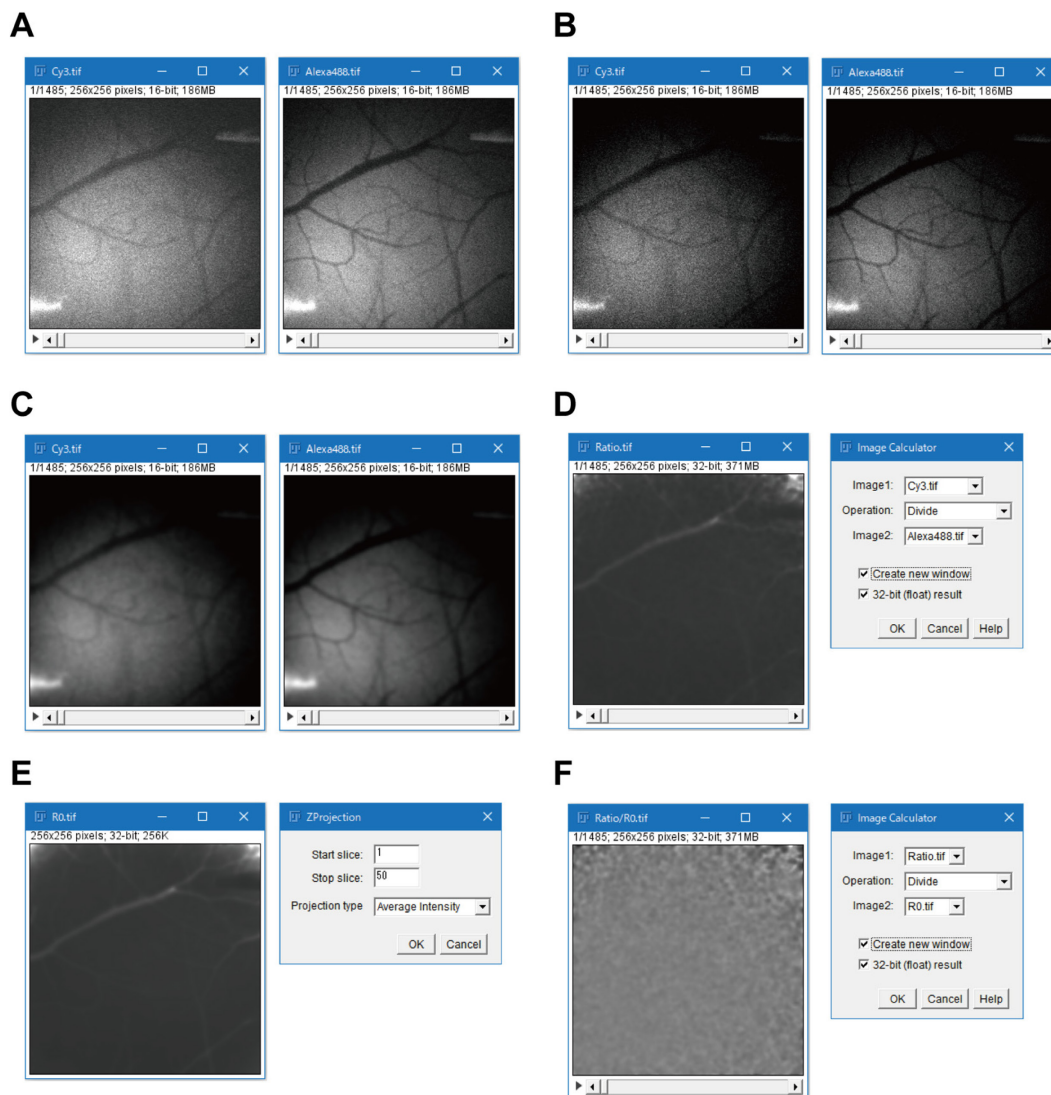 A
B
Cy3.tif
Alexa488.tif
Cy3.tif
Alexa488.tif
1/1485; 256x256 pixels; 16-bit; 186MB
1/1485; 256x256 pixels; 16-bit; 186MB
1/1485; 256x256 pixels; 16-bit; 186MB
1/1485; 256x256 pixels; 16-bit; 186MB
C
D
Cy3.tif
Alexa488.tif
Ratio.tif
Image Calculator
1/1485; 256x256 pixels; 16-bit; 186MB
1/1485; 256x256 pixels; 16-bit; 186MB
1/1485; 256x256 pixels; 32-bit; 371MB
Image1: Cy3.tif
Operation: Divide
Image2: Alexa488.tif
Create new window
32-bit (float) result
OK Cancel Help
E
F
R0.tif
ZProjection
Ratio/R0.tif
Image Calculator
256x256 pixels; 32-bit; 256K
1/1485; 256x256 pixels; 32-bit; 371MB
Start slice: 1
Stop slice: 50
Projection type Average Intensity
OK Cancel
Image1: Ratio.tif
Operation: Divide
Image2: R0.tif
Create new window
32-bit (float) result
OK Cancel Help